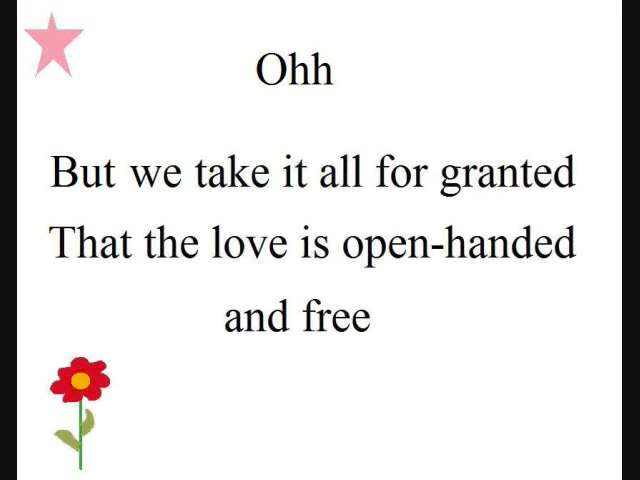 Ohh
But we take it all for granted
That the love is open-handed
and free